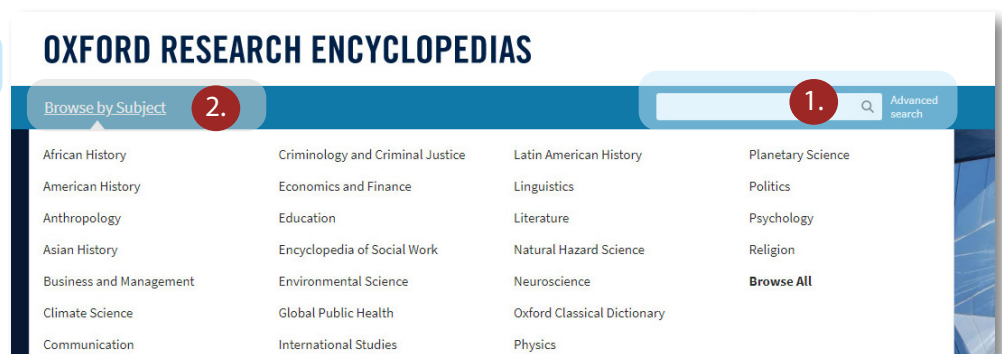 OXFORD RESEARCH ENCYCLOPEDIAS
Browse by Subject
2.
1.
Advanced
search
African History
American History
Anthropology
Asian History
Business and Management
Climate Science
Communication
Criminology and Criminal Justice
Economics and Finance
Education
Encyclopedia of Social Work
Environmental Science
Global Public Health
International Studies
Latin American History
Linguistics
Literature
Natural Hazard Science
Neuroscience
Oxford Classical Dictionary
Physics
Planetary Science
Politics
Psychology
Religion
Browse All